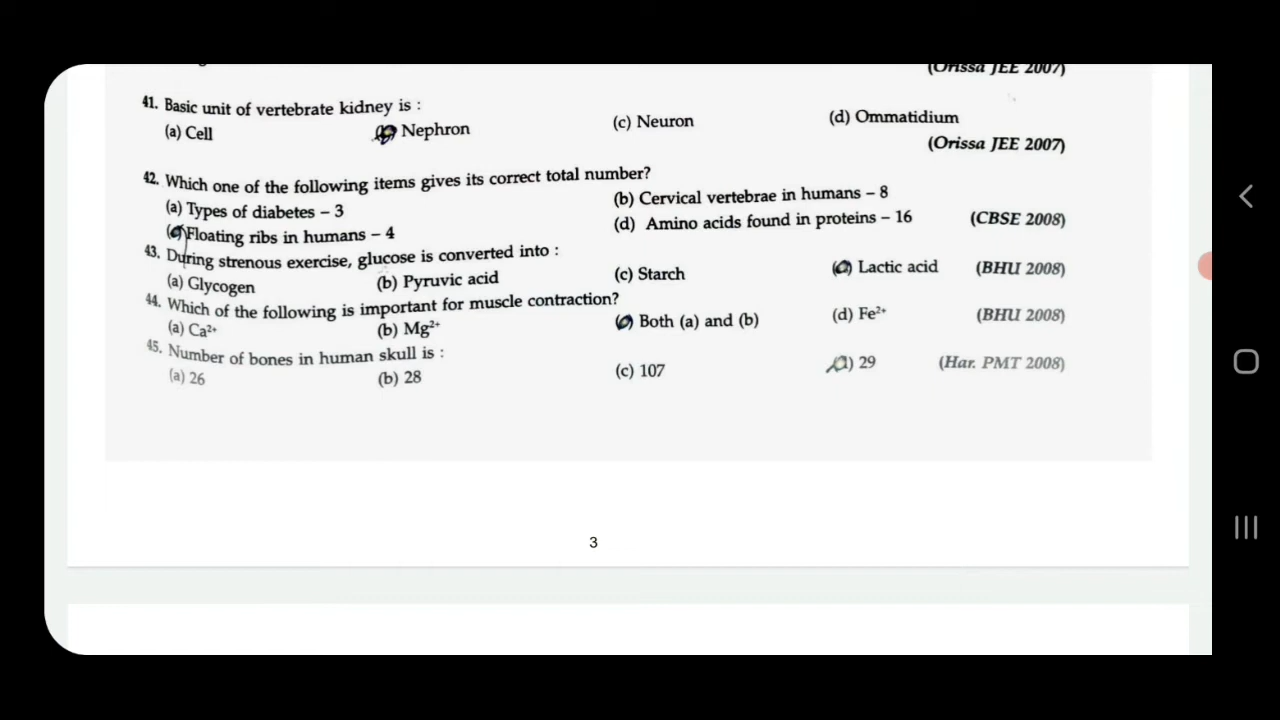 (Orissa JEE 2007)
41. Basic unit of vertebrate kidney is :
(a) Cell (b) Nephron (c) Neuron (d) Ommatidium
(Orissa JEE 2007)
42. Which one of the following items gives its correct total number?
(a) Types of diabetes – 3 (b) Cervical vertebrae in humans – 8
(c) Floating ribs in humans – 4 (d) Amino acids found in proteins – 16 (CBSE 2008)
43. During strenous exercise, glucose is converted into :
(a) Glycogen (b) Pyruvic acid (c) Starch (d) Lactic acid (BHU 2008)
44. Which of the following is important for muscle contraction?
(a) Ca²⁺ (b) Mg²⁺ (c) Both (a) and (b) (d) Fe²⁺ (BHU 2008)
45. Number of bones in human skull is :
(a) 26 (b) 28 (c) 107 (d) 29 (Har. PMT 2008)
3